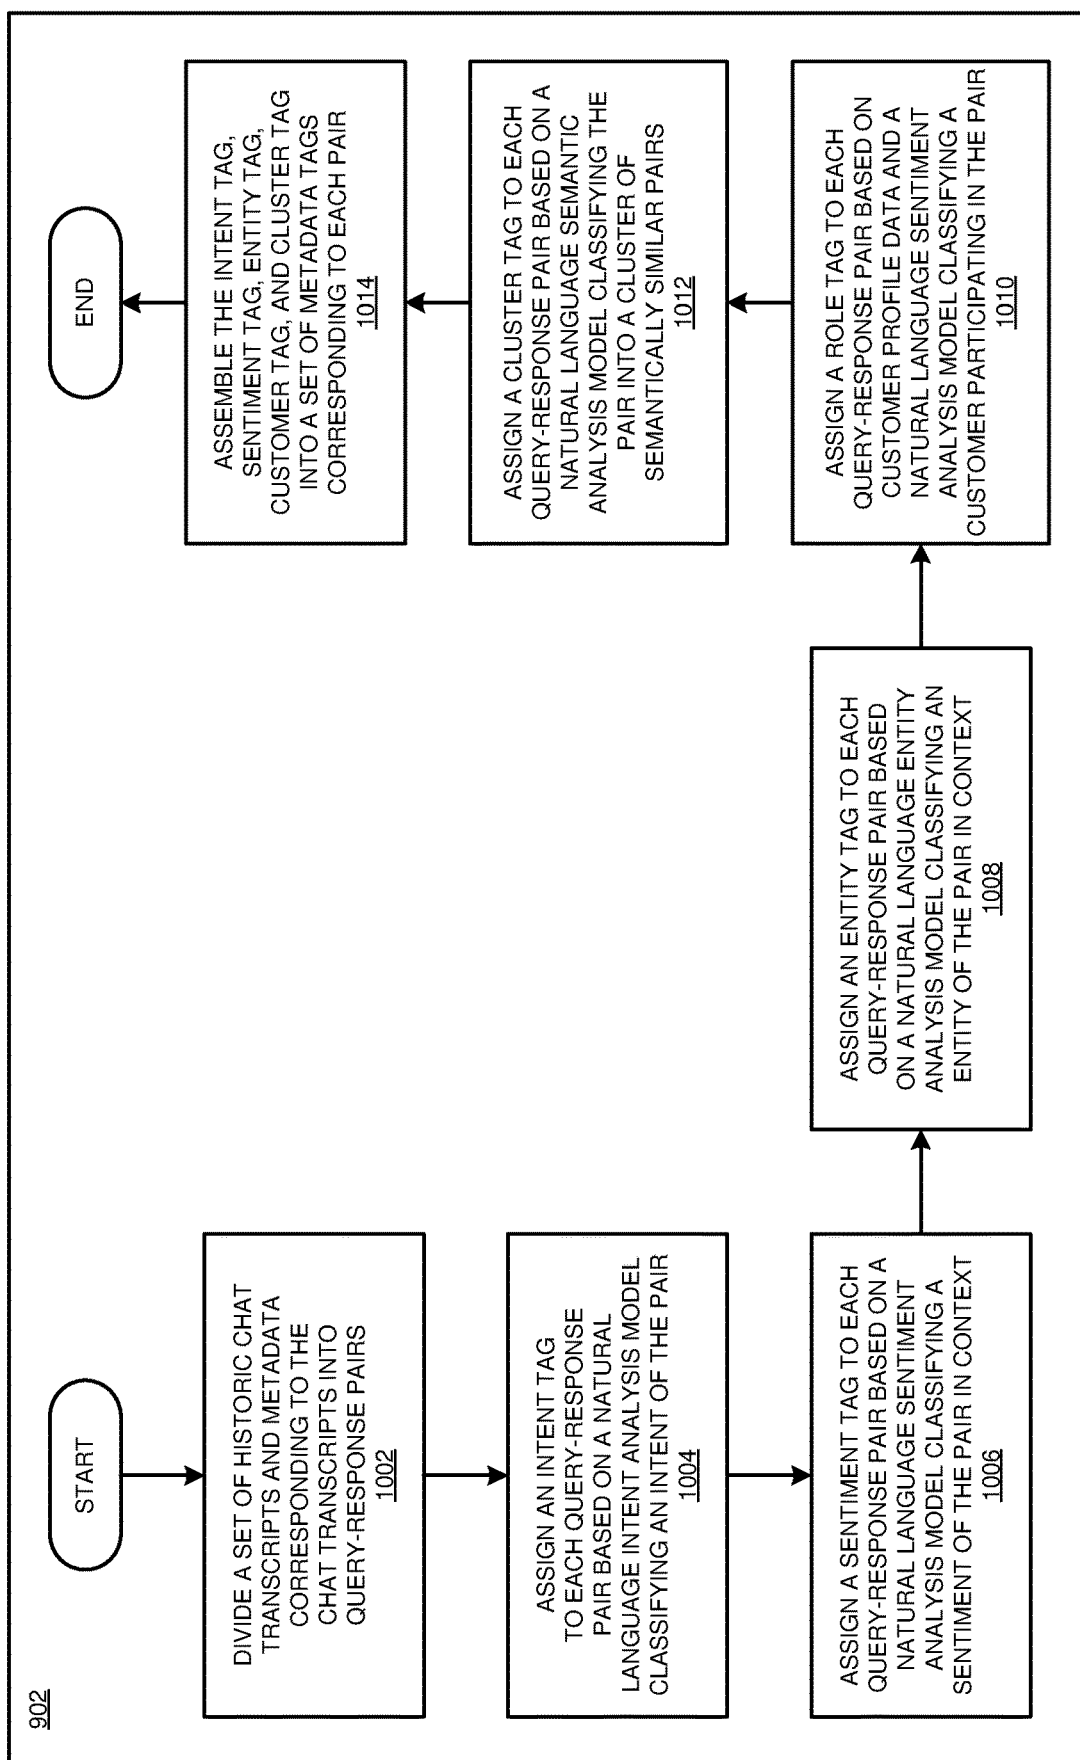 902
START
DIVIDE A SET OF HISTORIC CHAT
TRANSCRIPTS AND METADATA
CORRESPONDING TO THE
CHAT TRANSCRIPTS INTO
QUERY-RESPONSE PAIRS
1002
ASSIGN AN INTENT TAG
TO EACH QUERY-RESPONSE
PAIR BASED ON A NATURAL
LANGUAGE INTENT ANALYSIS MODEL
CLASSIFYING AN INTENT OF THE PAIR
1004
ASSIGN A SENTIMENT TAG TO EACH
QUERY-RESPONSE PAIR BASED ON A
NATURAL LANGUAGE SENTIMENT
ANALYSIS MODEL CLASSIFYING A
SENTIMENT OF THE PAIR IN CONTEXT
1006
ASSIGN AN ENTITY TAG TO EACH
QUERY-RESPONSE PAIR BASED
ON A NATURAL LANGUAGE ENTITY
ANALYSIS MODEL CLASSIFYING AN
ENTITY OF THE PAIR IN CONTEXT
1008
ASSIGN A ROLE TAG TO EACH
QUERY-RESPONSE PAIR BASED ON
CUSTOMER PROFILE DATA AND A
NATURAL LANGUAGE SENTIMENT
ANALYSIS MODEL CLASSIFYING A
CUSTOMER PARTICIPATING IN THE PAIR
1010
ASSIGN A CLUSTER TAG TO EACH
QUERY-RESPONSE PAIR BASED ON A
NATURAL LANGUAGE SEMANTIC
ANALYSIS MODEL CLASSIFYING THE
PAIR INTO A CLUSTER OF
SEMANTICALLY SIMILAR PAIRS
1012
ASSEMBLE THE INTENT TAG,
SENTIMENT TAG, ENTITY TAG,
CUSTOMER TAG, AND CLUSTER TAG
INTO A SET OF METADATA TAGS
CORRESPONDING TO EACH PAIR
1014
END